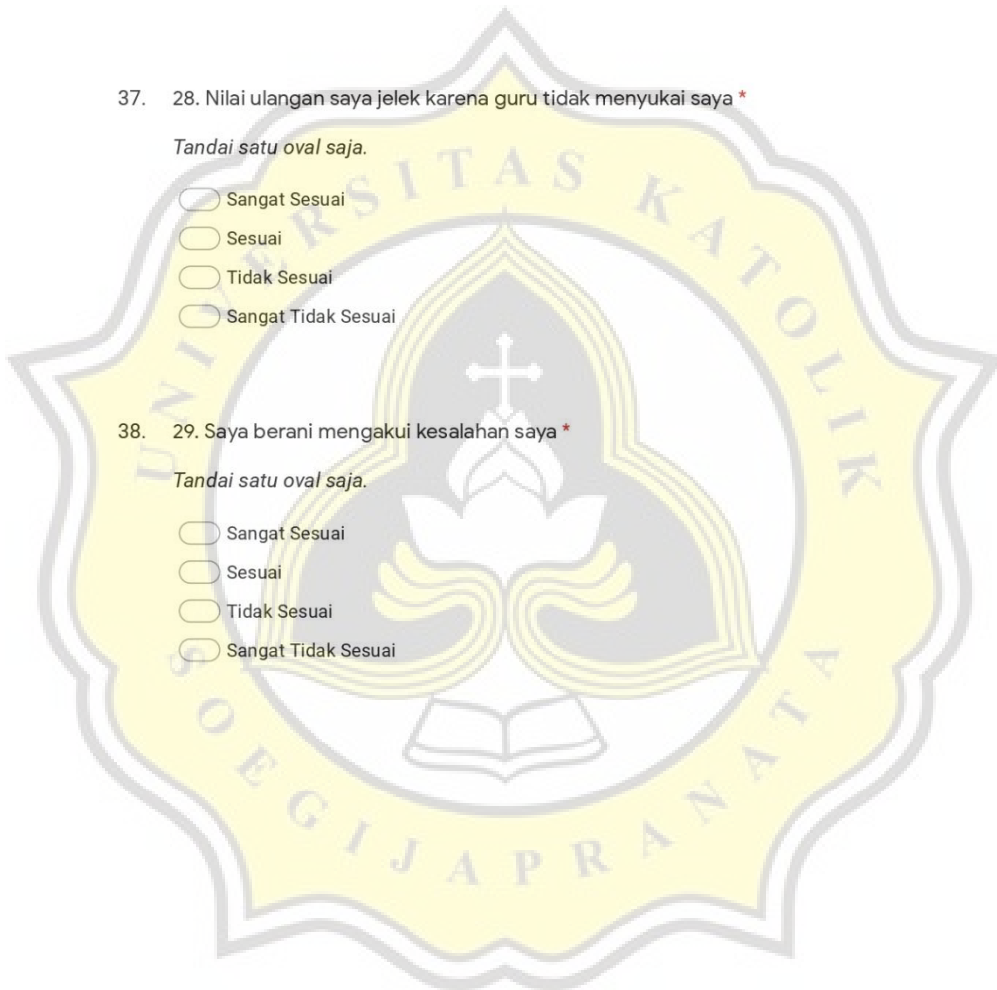 37. 28. Nilai ulangan saya jelek karena guru tidak menyukai saya *
Tandai satu oval saja.
Sangat Sesuai
Sesuai
Tidak Sesuai
Sangat Tidak Sesuai
38. 29. Saya berani mengakui kesalahan saya *
Tandai satu oval saja.
Sangat Sesuai
Sesuai
Tidak Sesuai
Sangat Tidak Sesuai
UNIVERSITAS KATOLIK
SOEGIJAPRANATA